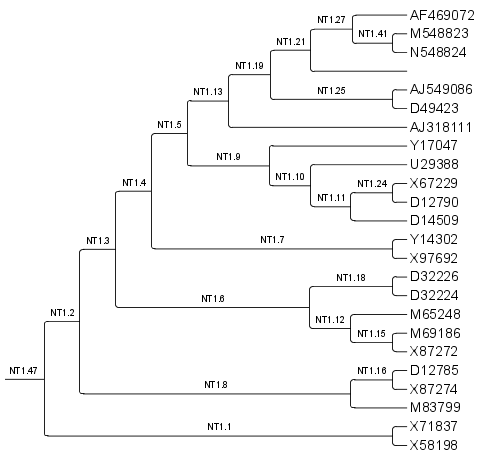 NT1.27
AF469072
NT1.41
M548823
NT1.21
N548824
NT1.19
NT1.25
AJ549086
NT1.13
D49423
NT1.5
AJ318111
Y17047
NT1.9
U29388
NT1.10
NT1.24
X67229
NT1.4
NT1.11
D12790
D14509
NT1.3
NT1.7
Y14302
X97692
NT1.18
D32226
D32224
NT1.6
NT1.2
NT1.12
M65248
NT1.15
M69186
X87272
NT1.47
NT1.16
D12785
NT1.8
X87274
M83799
NT1.1
X71837
X58198